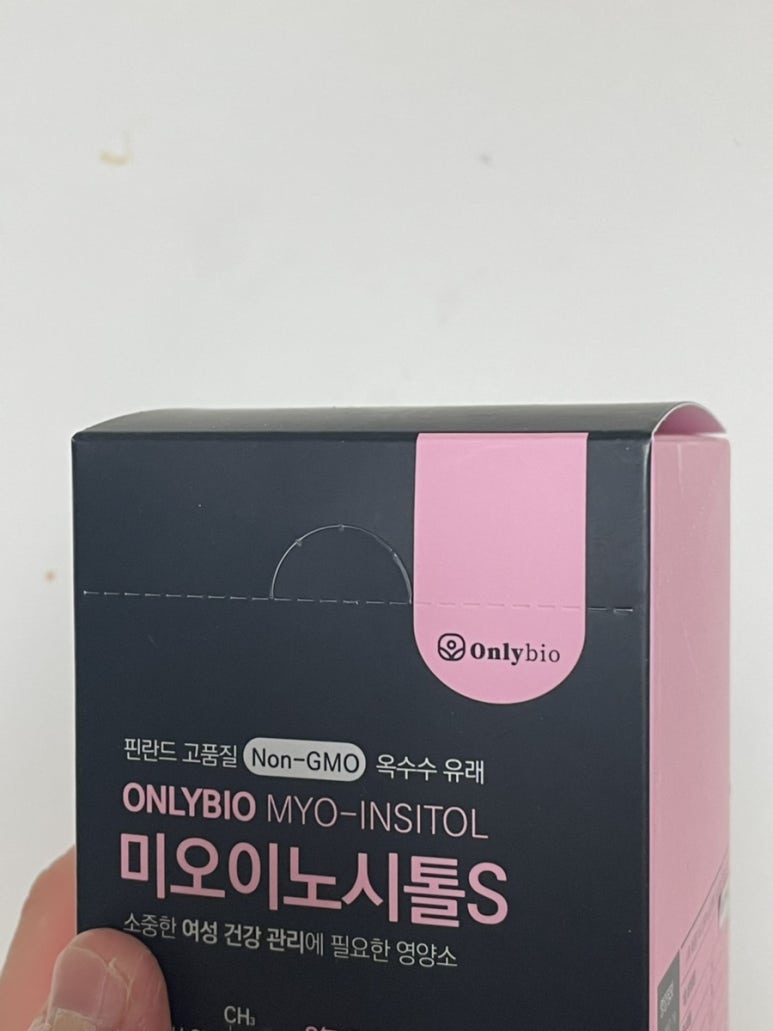 Onlybio
핀란드 고품질 Non-GMO 옥수수 유래
ONLYBIO MYO-INSITOL
미오이노시톨S
소중한 여성 건강 관리에 필요한 영양소
CH₃